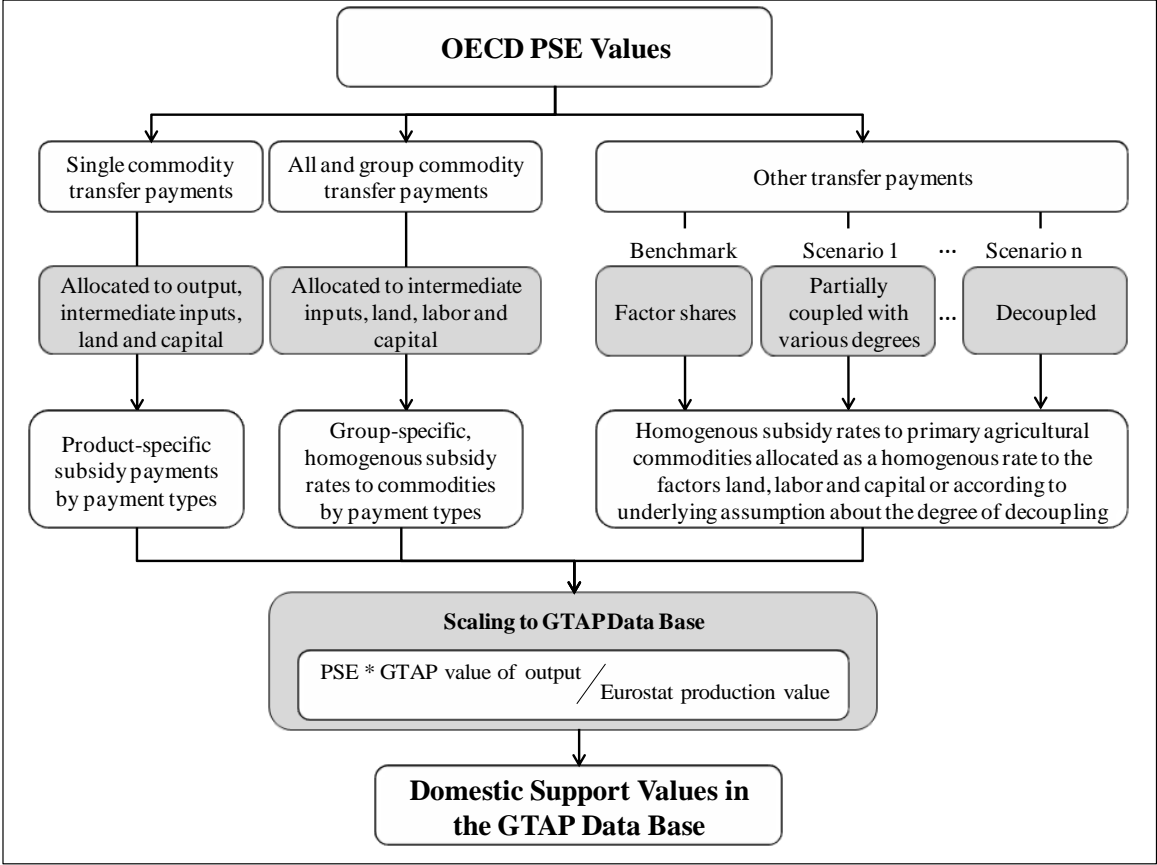 OECD PSE Values
Single commodity
transfer payments
All and group commodity
transfer payments
Other transfer payments
Benchmark
Scenario 1
...
Scenario n
Allocated to output,
intermediate inputs,
land and capital
Allocated to intermediate
inputs, land, labor and
capital
Factor shares
Partially
coupled with
various degrees
...
Decoupled
Product-specific
subsidy payments
by payment types
Group-specific,
homogenous subsidy
rates to commodities
by payment types
Homogenous subsidy rates to primary agricultural
commodities allocated as a homogenous rate to the
factors land, labor and capital or according to
underlying assumption about the degree of decoupling
Scaling to GTAP Data Base
PSE * GTAP value of output
/ Eurostat production value
Domestic Support Values in
the GTAP Data Base